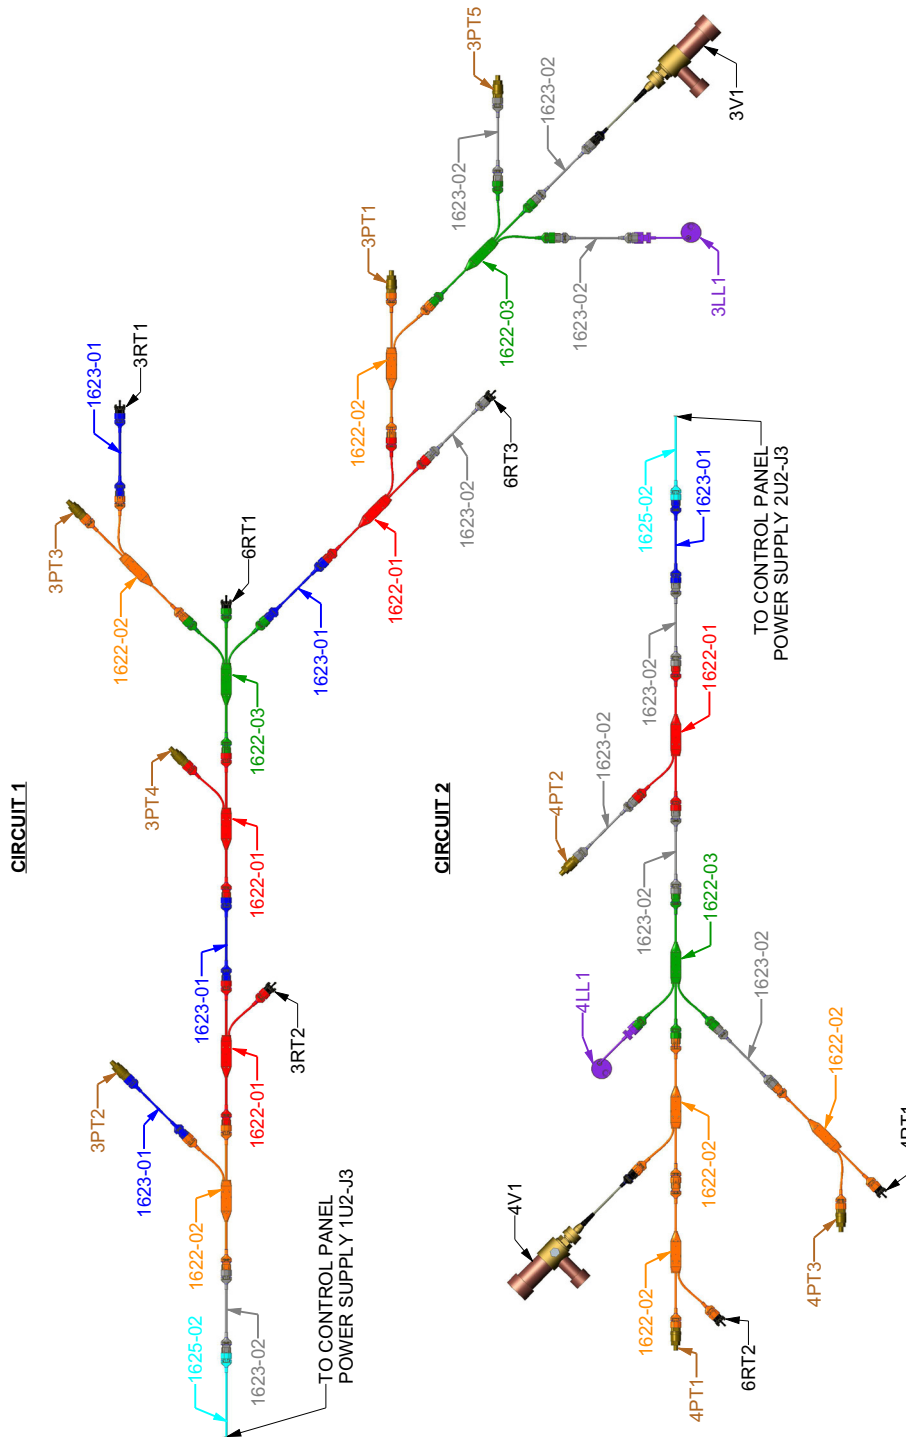 CIRCUIT 1
3PT3
3PT2
1623-01
1622-02
1623-01
3RT1
3PT4
1625-02
1622-02
1623-01
1622-01
1622-01
1622-03
6RT1
1623-02
3RT2
1623-01
TO CONTROL PANEL
POWER SUPPLY 1U2-J3
1622-02
3PT1
1622-01
1623-02
6RT3
1622-03
1623-02
3PT5
1623-02
1623-02
3LL1
3V1
CIRCUIT 2
4V1
4PT2
4LL1
1623-02
1623-02
1623-02
1625-02
1622-02
1622-02
1622-03
1622-01
1623-01
4PT1
6RT2
1623-02
TO CONTROL PANEL
POWER SUPPLY 2U2-J3
4PT3
1622-02
4RT1